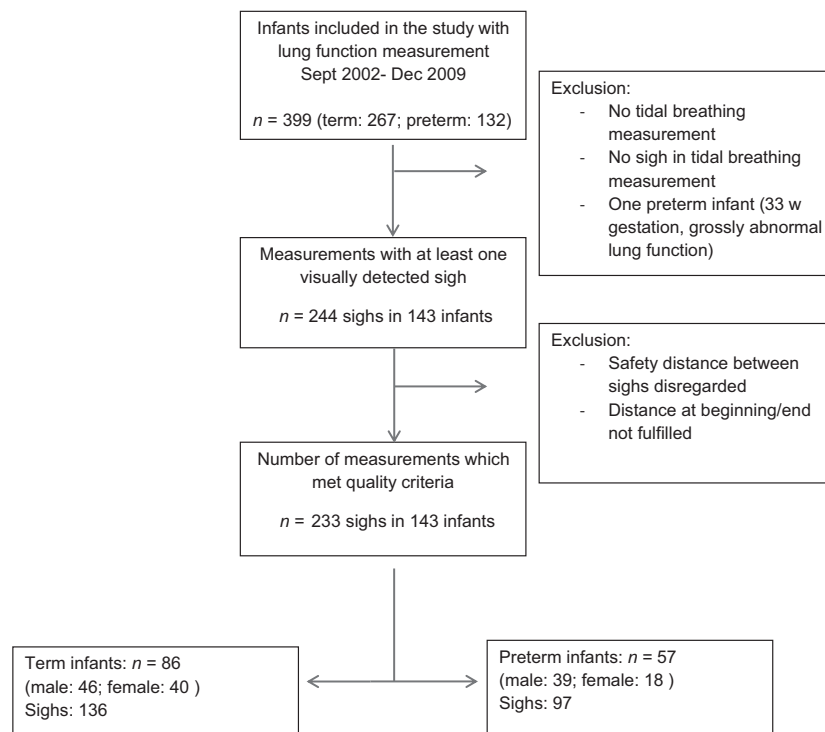 Infants included in the study with
lung function measurement
Sept 2002- Dec 2009
n = 399 (term: 267; preterm: 132)
Exclusion:
- No tidal breathing
measurement
- No sigh in tidal breathing
measurement
- One preterm infant (33 w
gestation, grossly abnormal
lung function)
Measurements with at least one
visually detected sigh
n = 244 sighs in 143 infants
Exclusion:
- Safety distance between
sighs disregarded
- Distance at beginning/end
not fulfilled
Number of measurements which
met quality criteria
n = 233 sighs in 143 infants
Term infants: n = 86
(male: 46; female: 40 )
Sighs: 136
Preterm infants: n = 57
(male: 39; female: 18 )
Sighs: 97